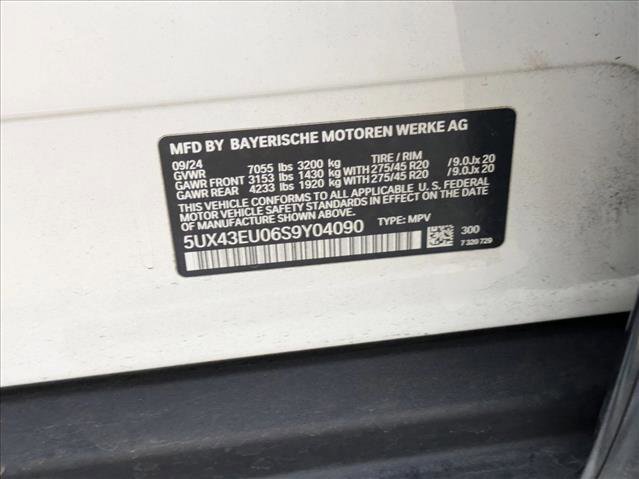 MFD BY BAYERISCHE MOTOREN WERKE AG
09/24 TIRE / RIM
GVWR 7055 lbs 3200 kg
GAWR FRONT 3153 lbs 1430 kg WITH 275/45 R20 /9.0Jx 20
GAWR REAR 4233 lbs 1920 kg WITH 275/45 R20 /9.0Jx 20
THIS VEHICLE CONFORMS TO ALL APPLICABLE U.S. FEDERAL
MOTOR VEHICLE SAFETY STANDARDS IN EFFECT ON THE DATE
OF MANUFACTURE SHOWN ABOVE.
5UX43EU06S9Y04090 TYPE: MPV
300
7 320 729